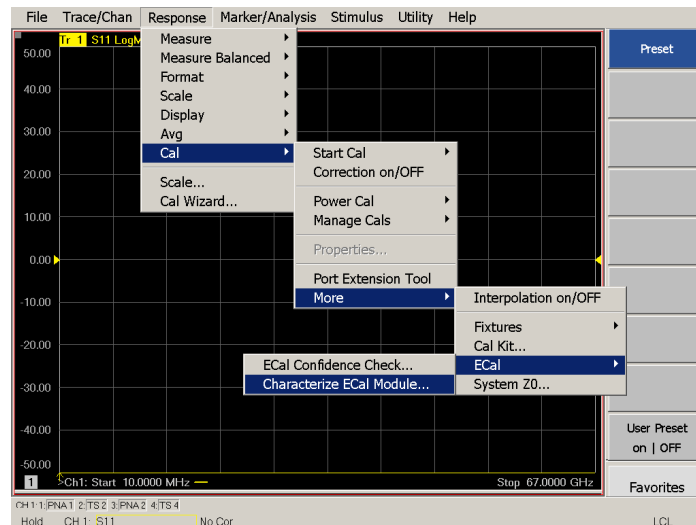 File Trace/Chan Response Marker/Analysis Stimulus Utility Help
Tr 1 S11 LogM
50.00
40.00
30.00
20.00
10.00
0.00
-10.00
-20.00
-30.00
-40.00
-50.00
Measure
Measure Balanced
Format
Scale
Display
Avg
Cal
Scale...
Cal Wizard...
Start Cal
Correction on/OFF
Power Cal
Manage Cals
Properties...
Port Extension Tool
More
Interpolation on/OFF
Fixtures
Cal Kit...
ECal
System Z0...
ECal Confidence Check...
Characterize ECal Module...
Preset
User Preset
on | OFF
Favorites
1 >Ch1: Start 10.0000 MHz — Stop 67.0000 GHz
CH 1: 1; PNA 1 2; TS 2 3; PNA 2 4; TS 4
Hold CH 1: S11 No Cor LCL